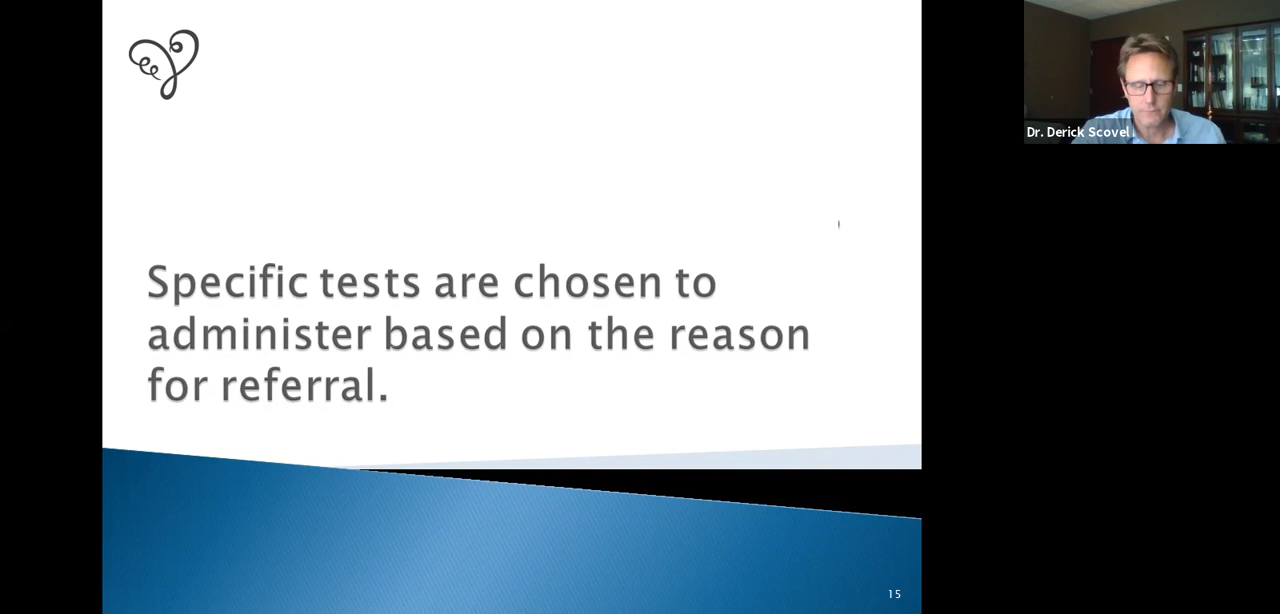 Specific tests are chosen to
administer based on the reason
for referral.
15
Dr. Derick Scovel